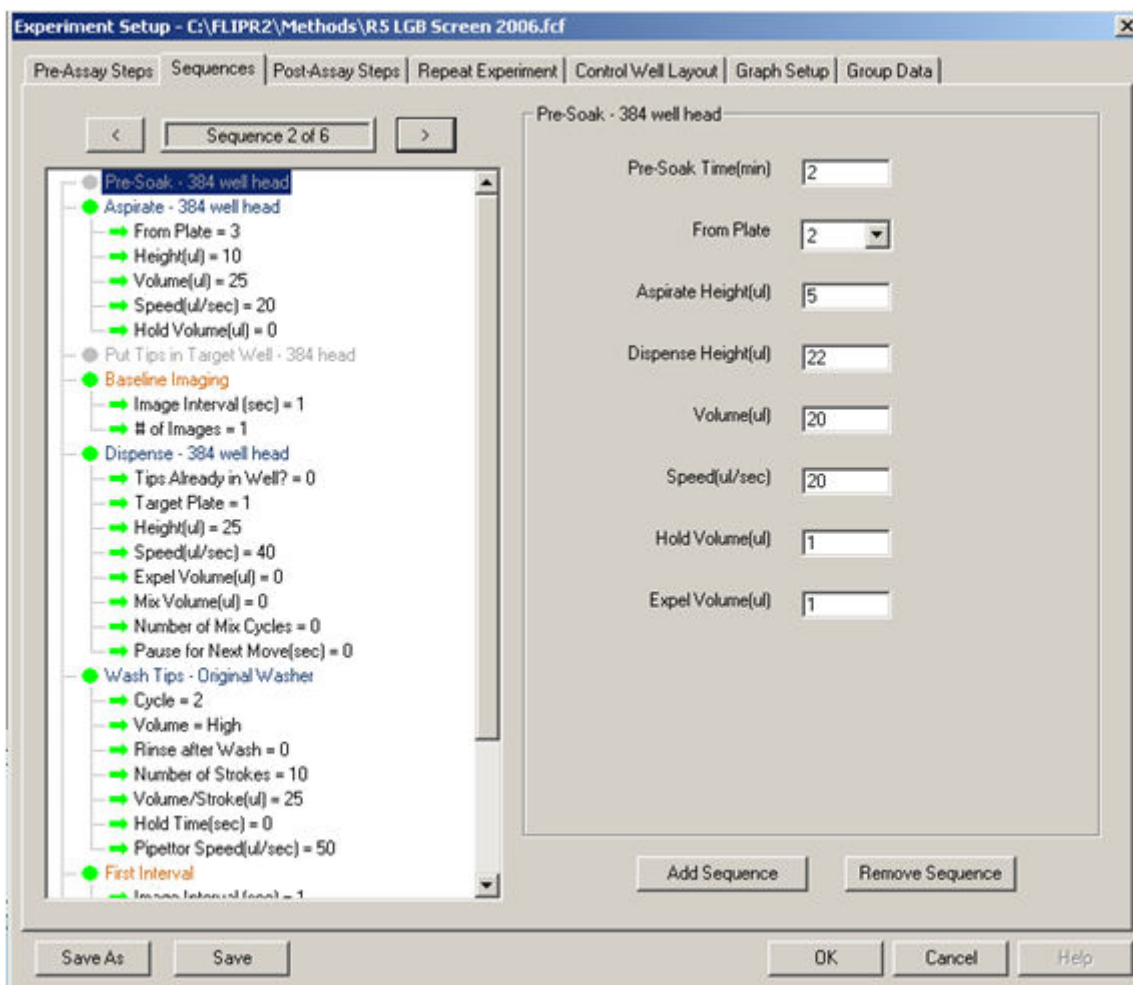 Experiment Setup - C:\FLIPR2\Methods\R5 LGB Screen 2006.fcf
Pre-Assay Steps Sequences Post-Assay Steps Repeat Experiment Control Well Layout Graph Setup Group Data
< Sequence 2 of 6 >
Pre-Soak - 384 well head
Aspirate - 384 well head
From Plate = 3
Height(ul) = 10
Volume(ul) = 25
Speed(ul/sec) = 20
Hold Volume(ul) = 0
Put Tips in Target Well - 384 head
Baseline Imaging
Image Interval (sec) = 1
# of Images = 1
Dispense - 384 well head
Tips Already in Well? = 0
Target Plate = 1
Height(ul) = 25
Speed(ul/sec) = 40
Expel Volume(ul) = 0
Mix Volume(ul) = 0
Number of Mix Cycles = 0
Pause for Next Move(sec) = 0
Wash Tips - Original Washer
Cycle = 2
Volume = High
Rinse after Wash = 0
Number of Strokes = 10
Volume/Stroke(ul) = 25
Hold Time(sec) = 0
Pipettor Speed(ul/sec) = 50
First Interval
Image Interval (sec) = 1
Pre-Soak - 384 well head
Pre-Soak Time(min) 2
From Plate 2
Aspirate Height(ul) 5
Dispense Height(ul) 22
Volume(ul) 20
Speed(ul/sec) 20
Hold Volume(ul) 1
Expel Volume(ul) 1
Add Sequence Remove Sequence
Save As Save OK Cancel Help